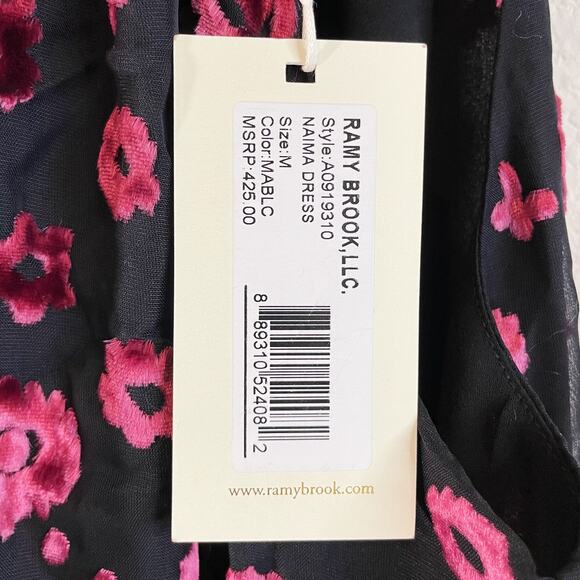 RAMY BROOK,LLC.
Style:A0919310
NAIMA DRESS
Size:M
Color:MABLC
MSRP:425.00
8 89310 52408 2
www.ramybrook.com